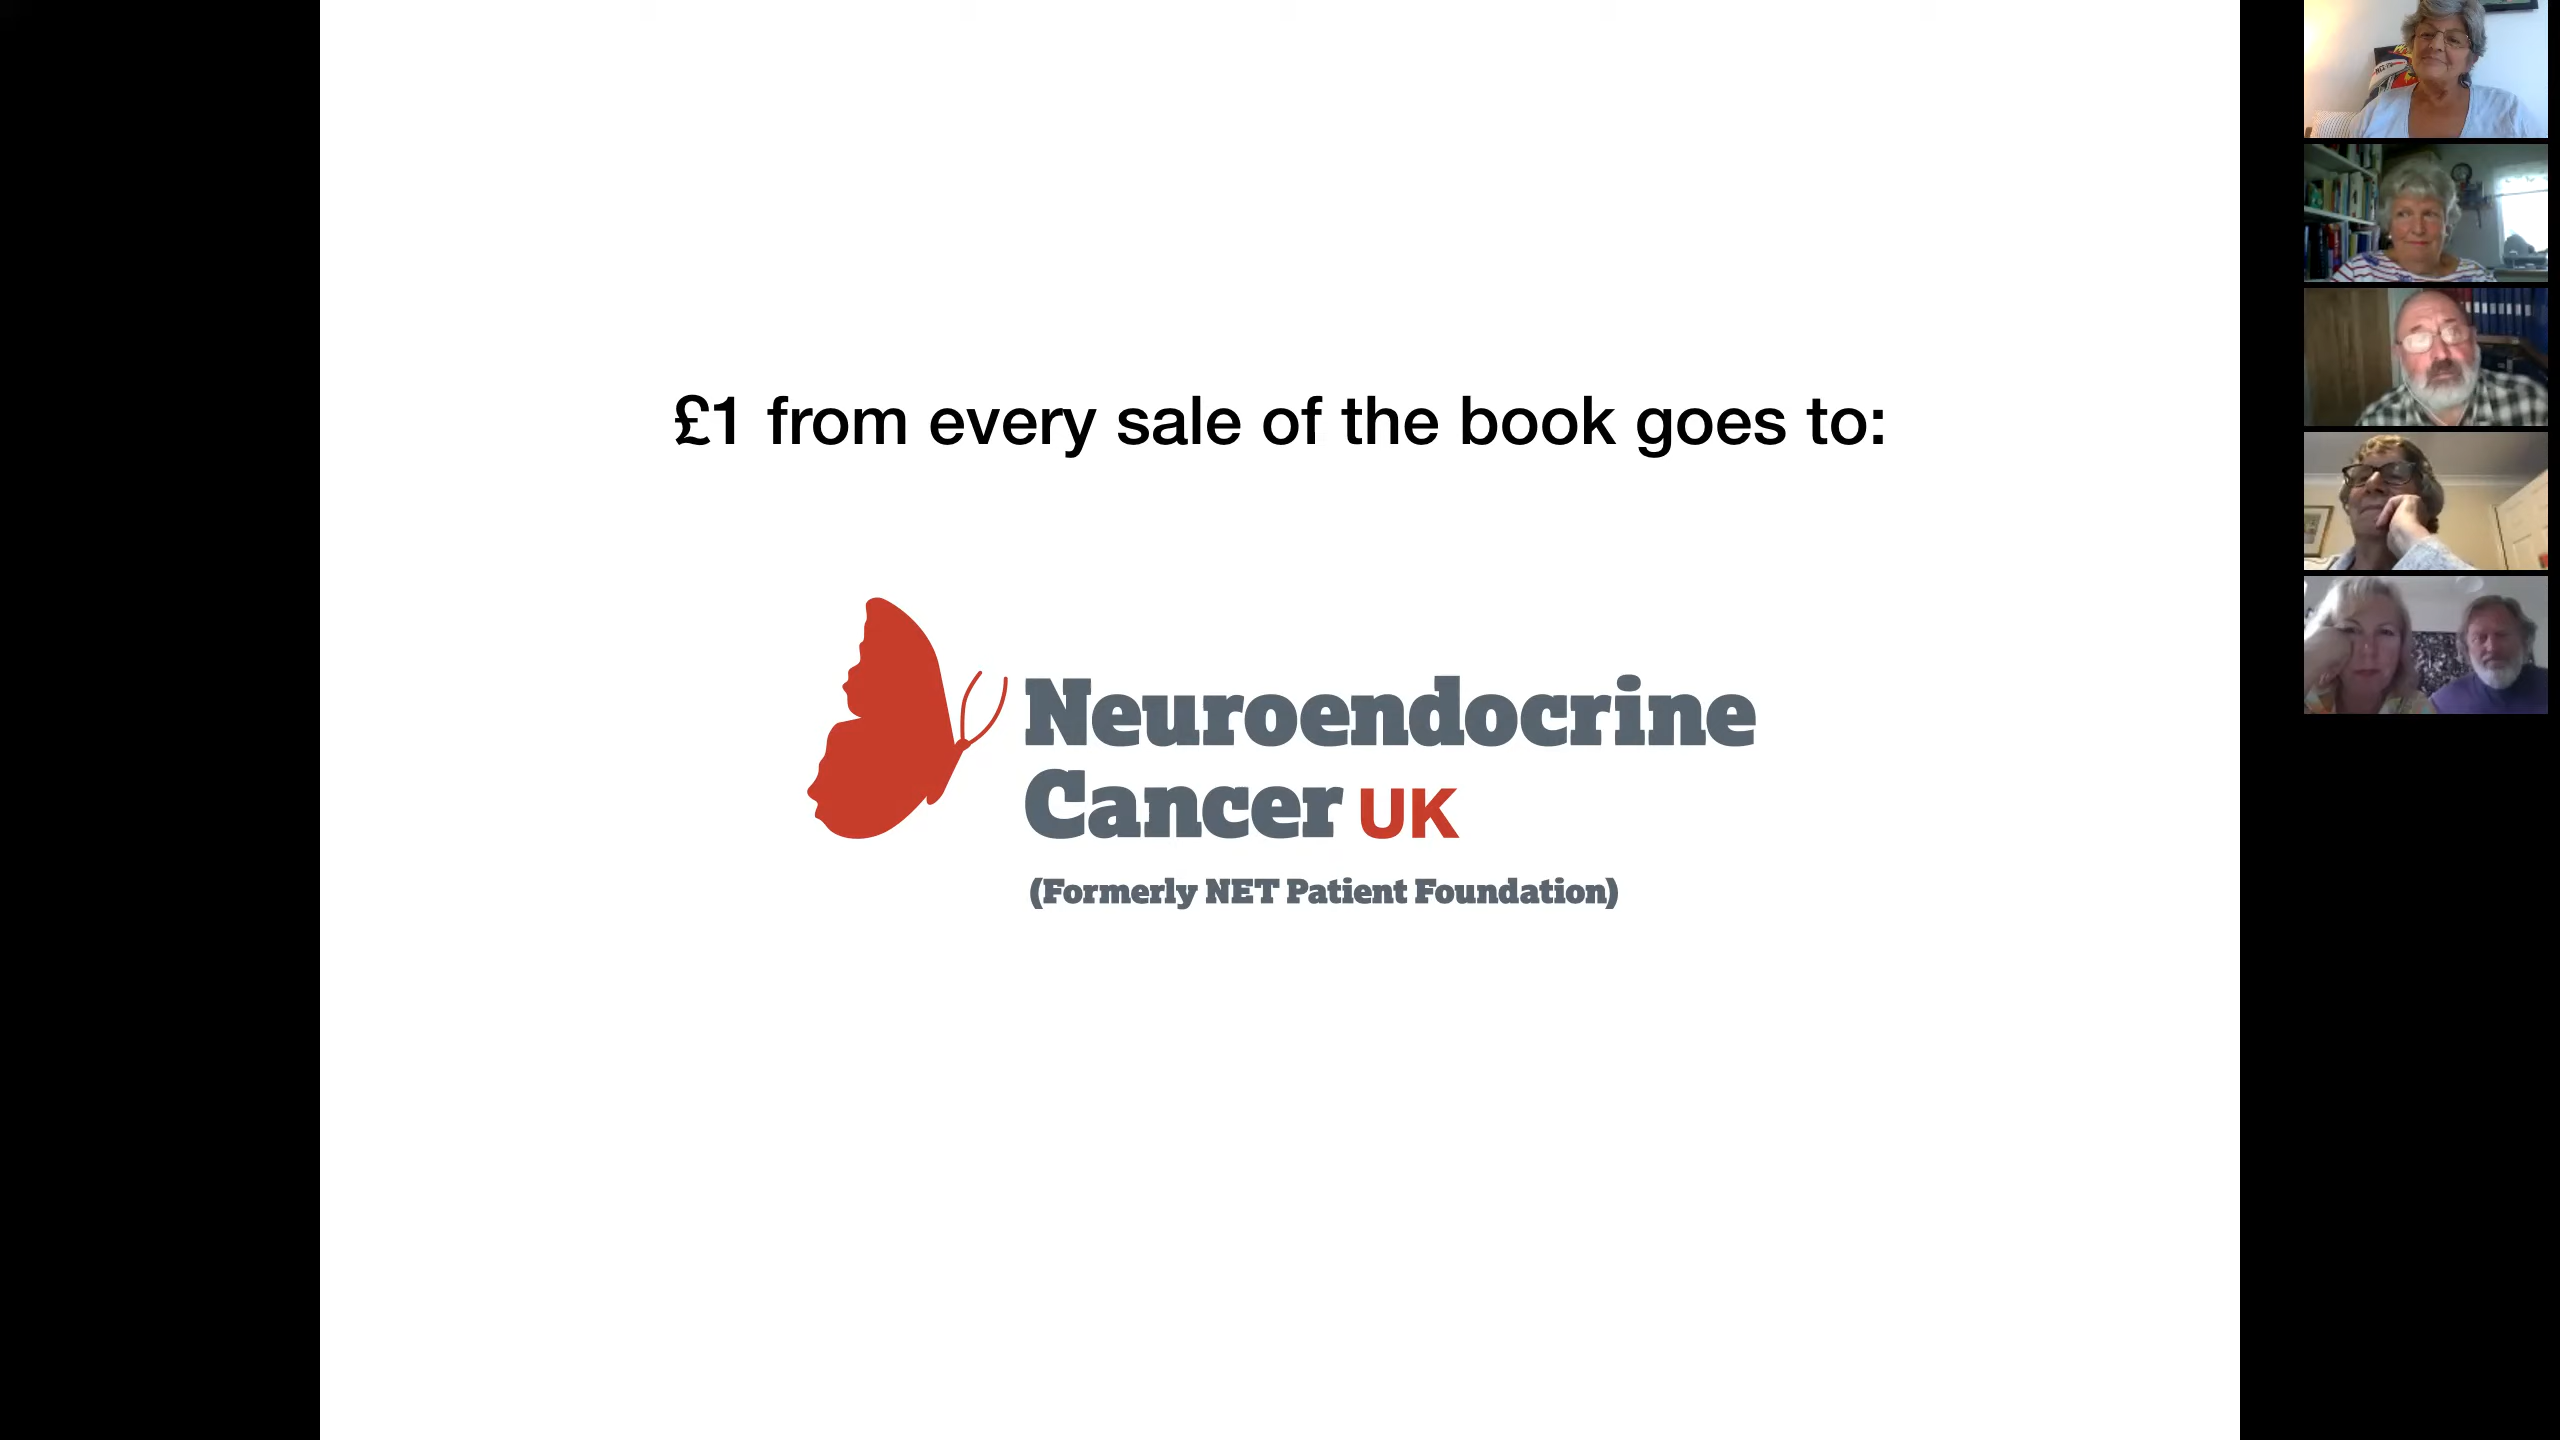 £1 from every sale of the book goes to:
Neuroendocrine
Cancer UK
(Formerly NET Patient Foundation)